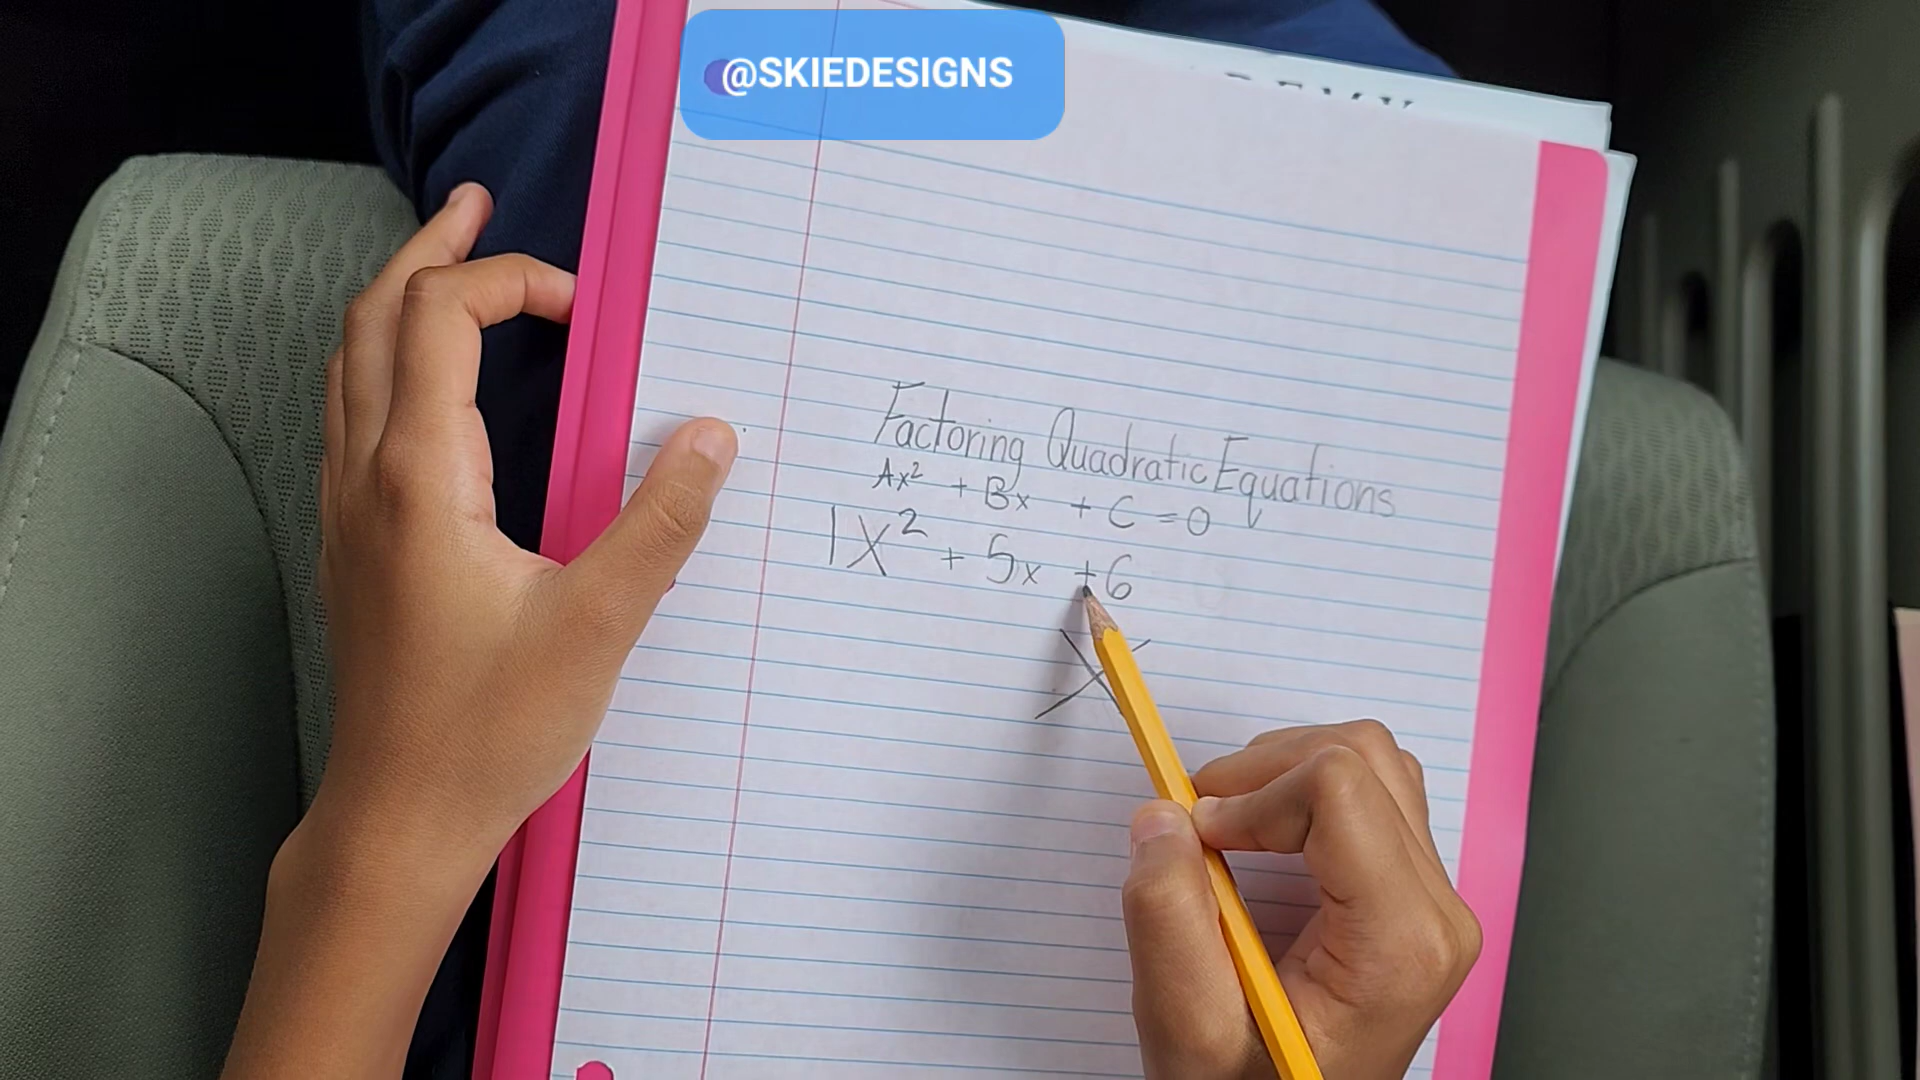 @SKIEDESIGNS
Factoring Quadratic Equations
Ax² + Bx + C = 0
1x² + 5x + 6
X